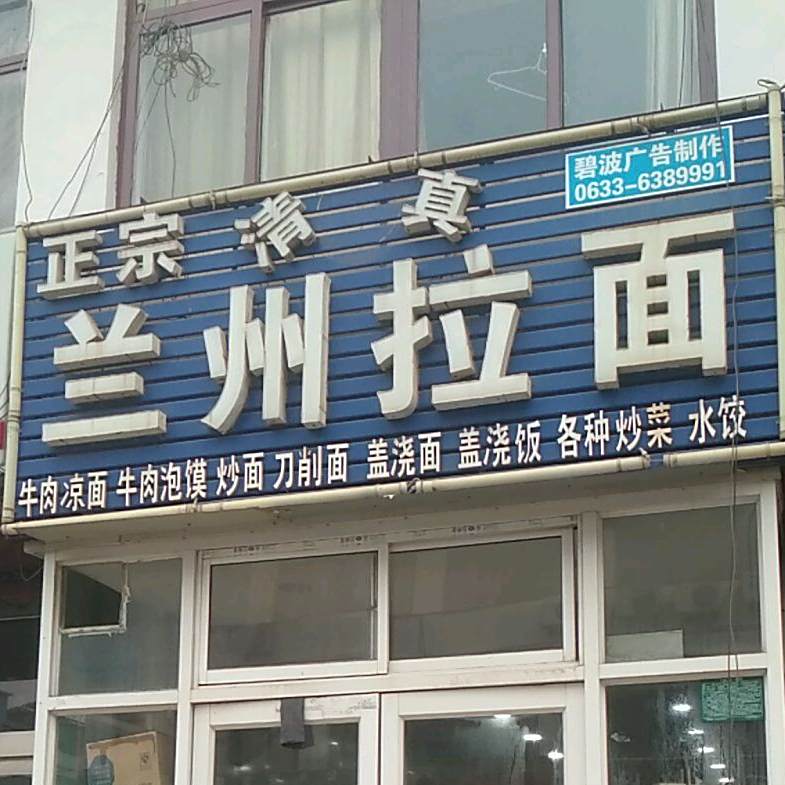 碧波广告制作
0633-6389991
正宗 清真
兰州拉面
牛肉凉面 牛肉泡馍 炒面 刀削面 盖浇面 盖浇饭 各种炒菜 水饺